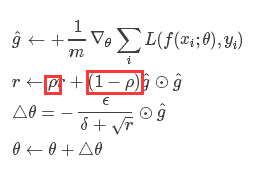 ĝ ← + 1/m ∇_θ ∑_i L(f(x_i; θ), y_i)
r ← ρr + (1 − ρ)ĝ ⊙ ĝ
△θ = − ϵ/(δ + √r) ⊙ ĝ
θ ← θ + △θ